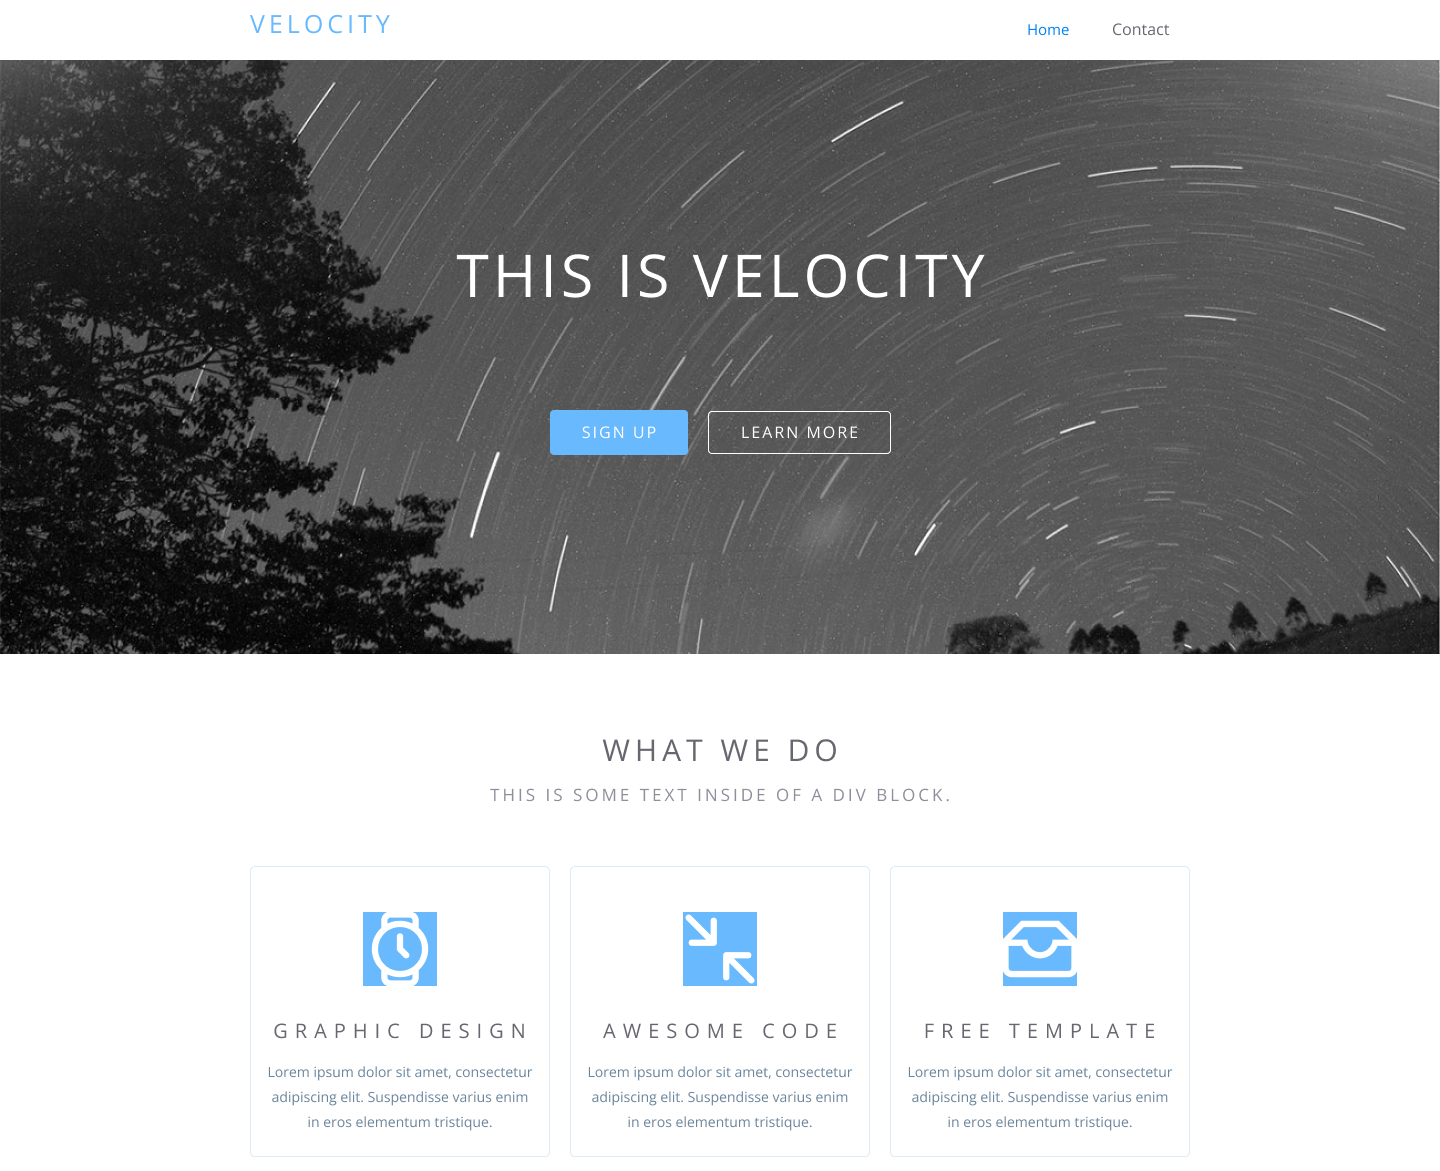 VELOCITY
Home
Contact
THIS IS VELOCITY
SIGN UP
LEARN MORE
WHAT WE DO
THIS IS SOME TEXT INSIDE OF A DIV BLOCK.
GRAPHIC DESIGN
Lorem ipsum dolor sit amet, consectetur
adipiscing elit. Suspendisse varius enim
in eros elementum tristique.
AWESOME CODE
Lorem ipsum dolor sit amet, consectetur
adipiscing elit. Suspendisse varius enim
in eros elementum tristique.
FREE TEMPLATE
Lorem ipsum dolor sit amet, consectetur
adipiscing elit. Suspendisse varius enim
in eros elementum tristique.